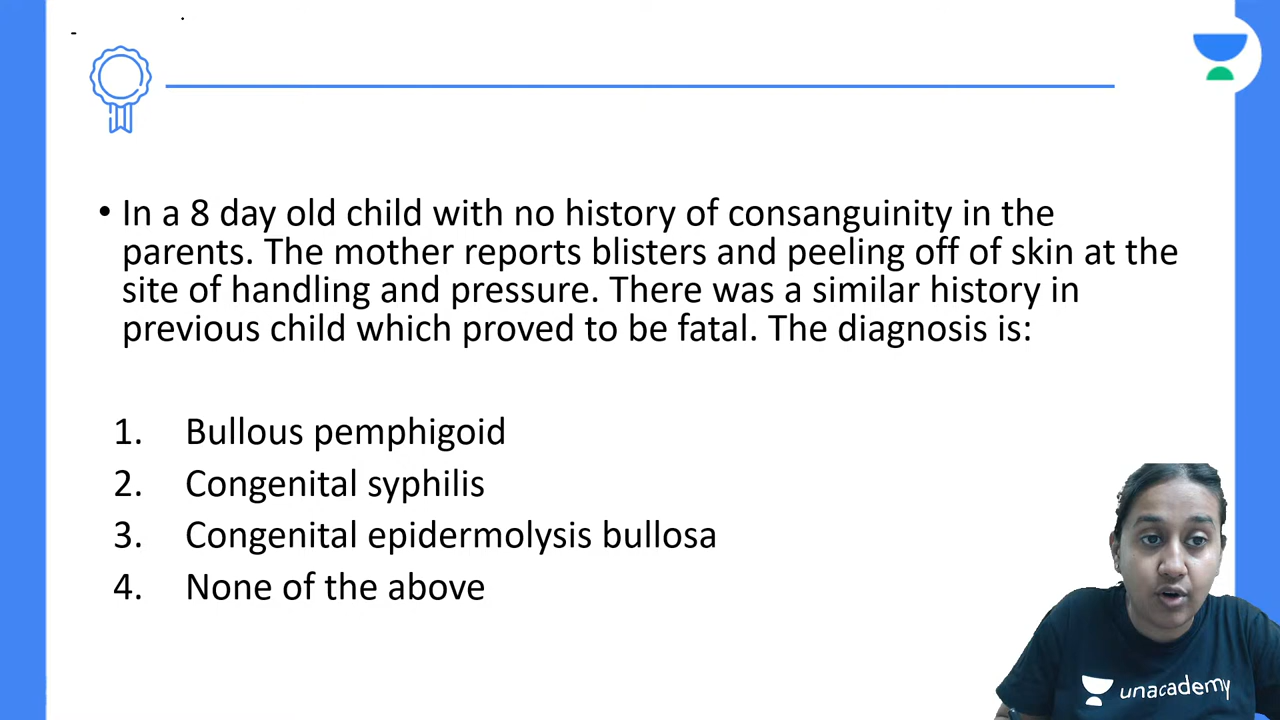 • In a 8 day old child with no history of consanguinity in the
parents. The mother reports blisters and peeling off of skin at the
site of handling and pressure. There was a similar history in
previous child which proved to be fatal. The diagnosis is:
1. Bullous pemphigoid
2. Congenital syphilis
3. Congenital epidermolysis bullosa
4. None of the above
unacademy